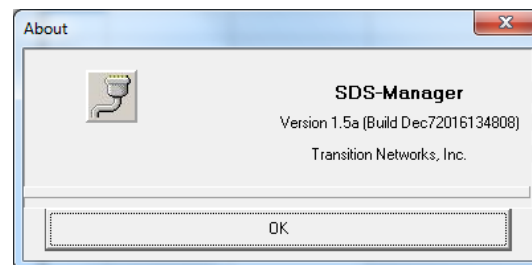 About
SDS-Manager
Version 1.5a (Build Dec72016134808)
Transition Networks, Inc.
OK